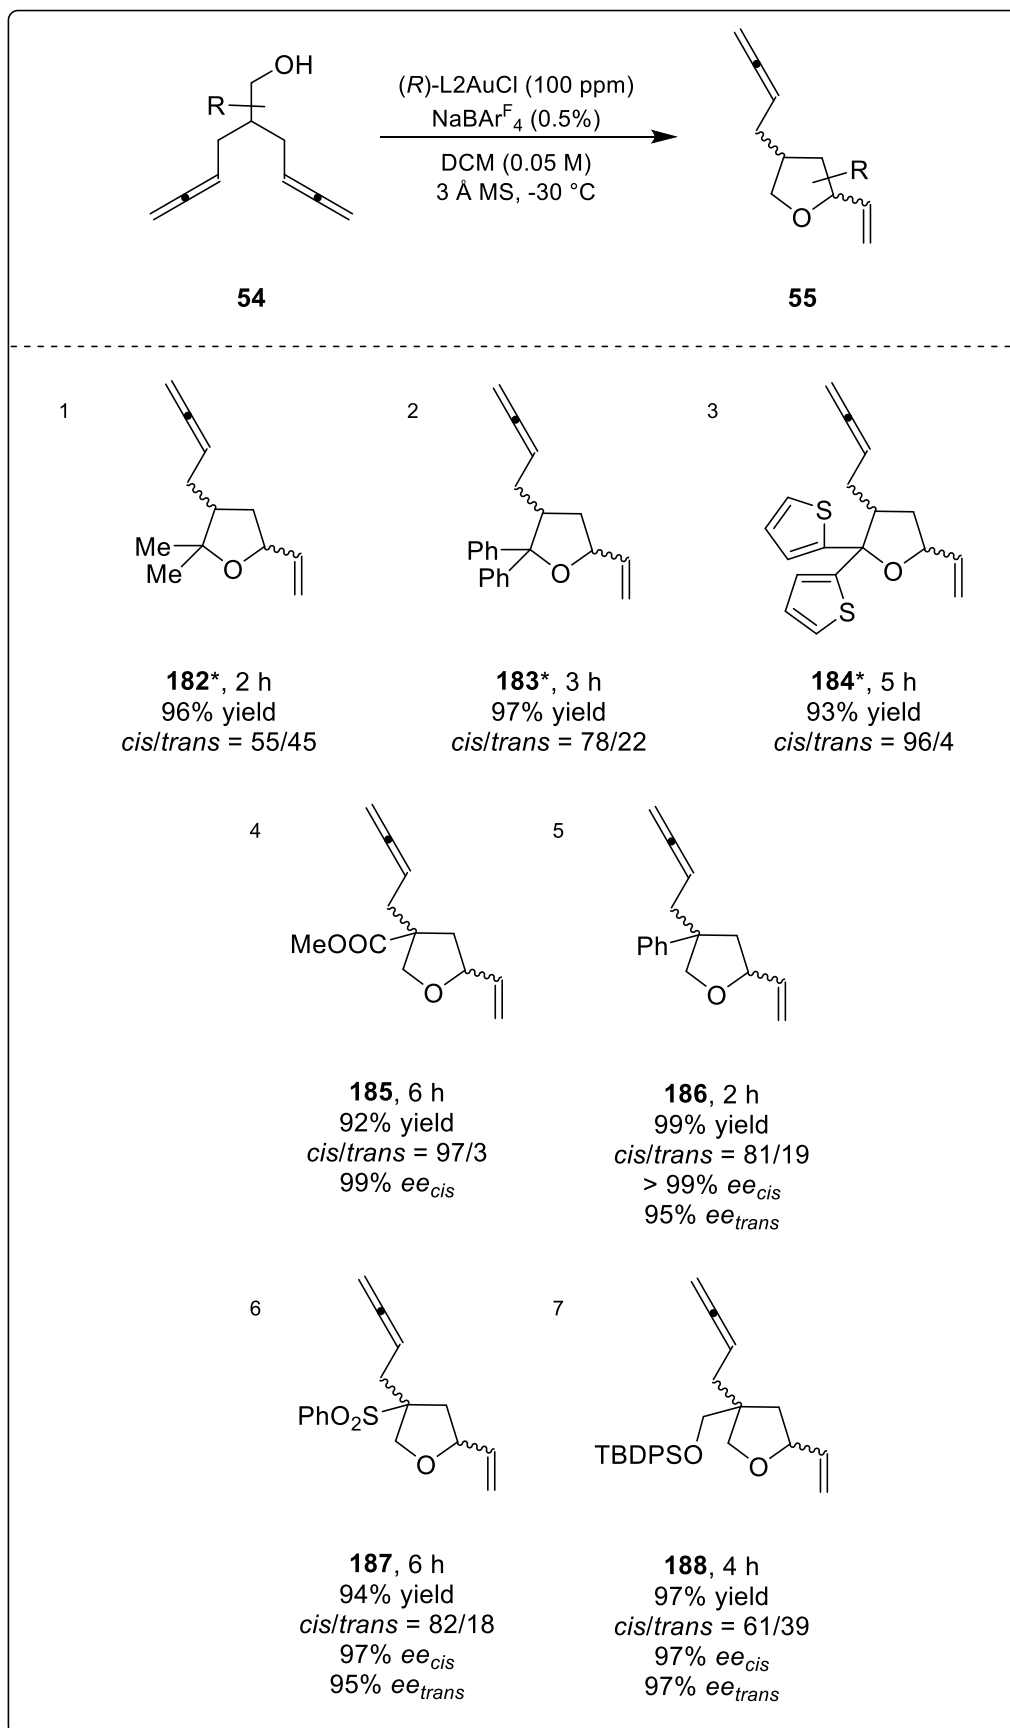 OH
R
(R)-L2AuCl (100 ppm)
NaBArF4 (0.5%)
DCM (0.05 M)
3 Å MS, -30 °C
R
O
54
55
1
2
3
Me
Me
O
Ph
Ph
O
S
S
O
182*, 2 h
96% yield
cis/trans = 55/45
183*, 3 h
97% yield
cis/trans = 78/22
184*, 5 h
93% yield
cis/trans = 96/4
4
5
MeOOC
O
Ph
O
185, 6 h
92% yield
cis/trans = 97/3
99% eecis
186, 2 h
99% yield
cis/trans = 81/19
> 99% eecis
95% eetrans
6
7
PhO2S
O
TBDPSO
O
187, 6 h
94% yield
cis/trans = 82/18
97% eecis
95% eetrans
188, 4 h
97% yield
cis/trans = 61/39
97% eecis
97% eetrans